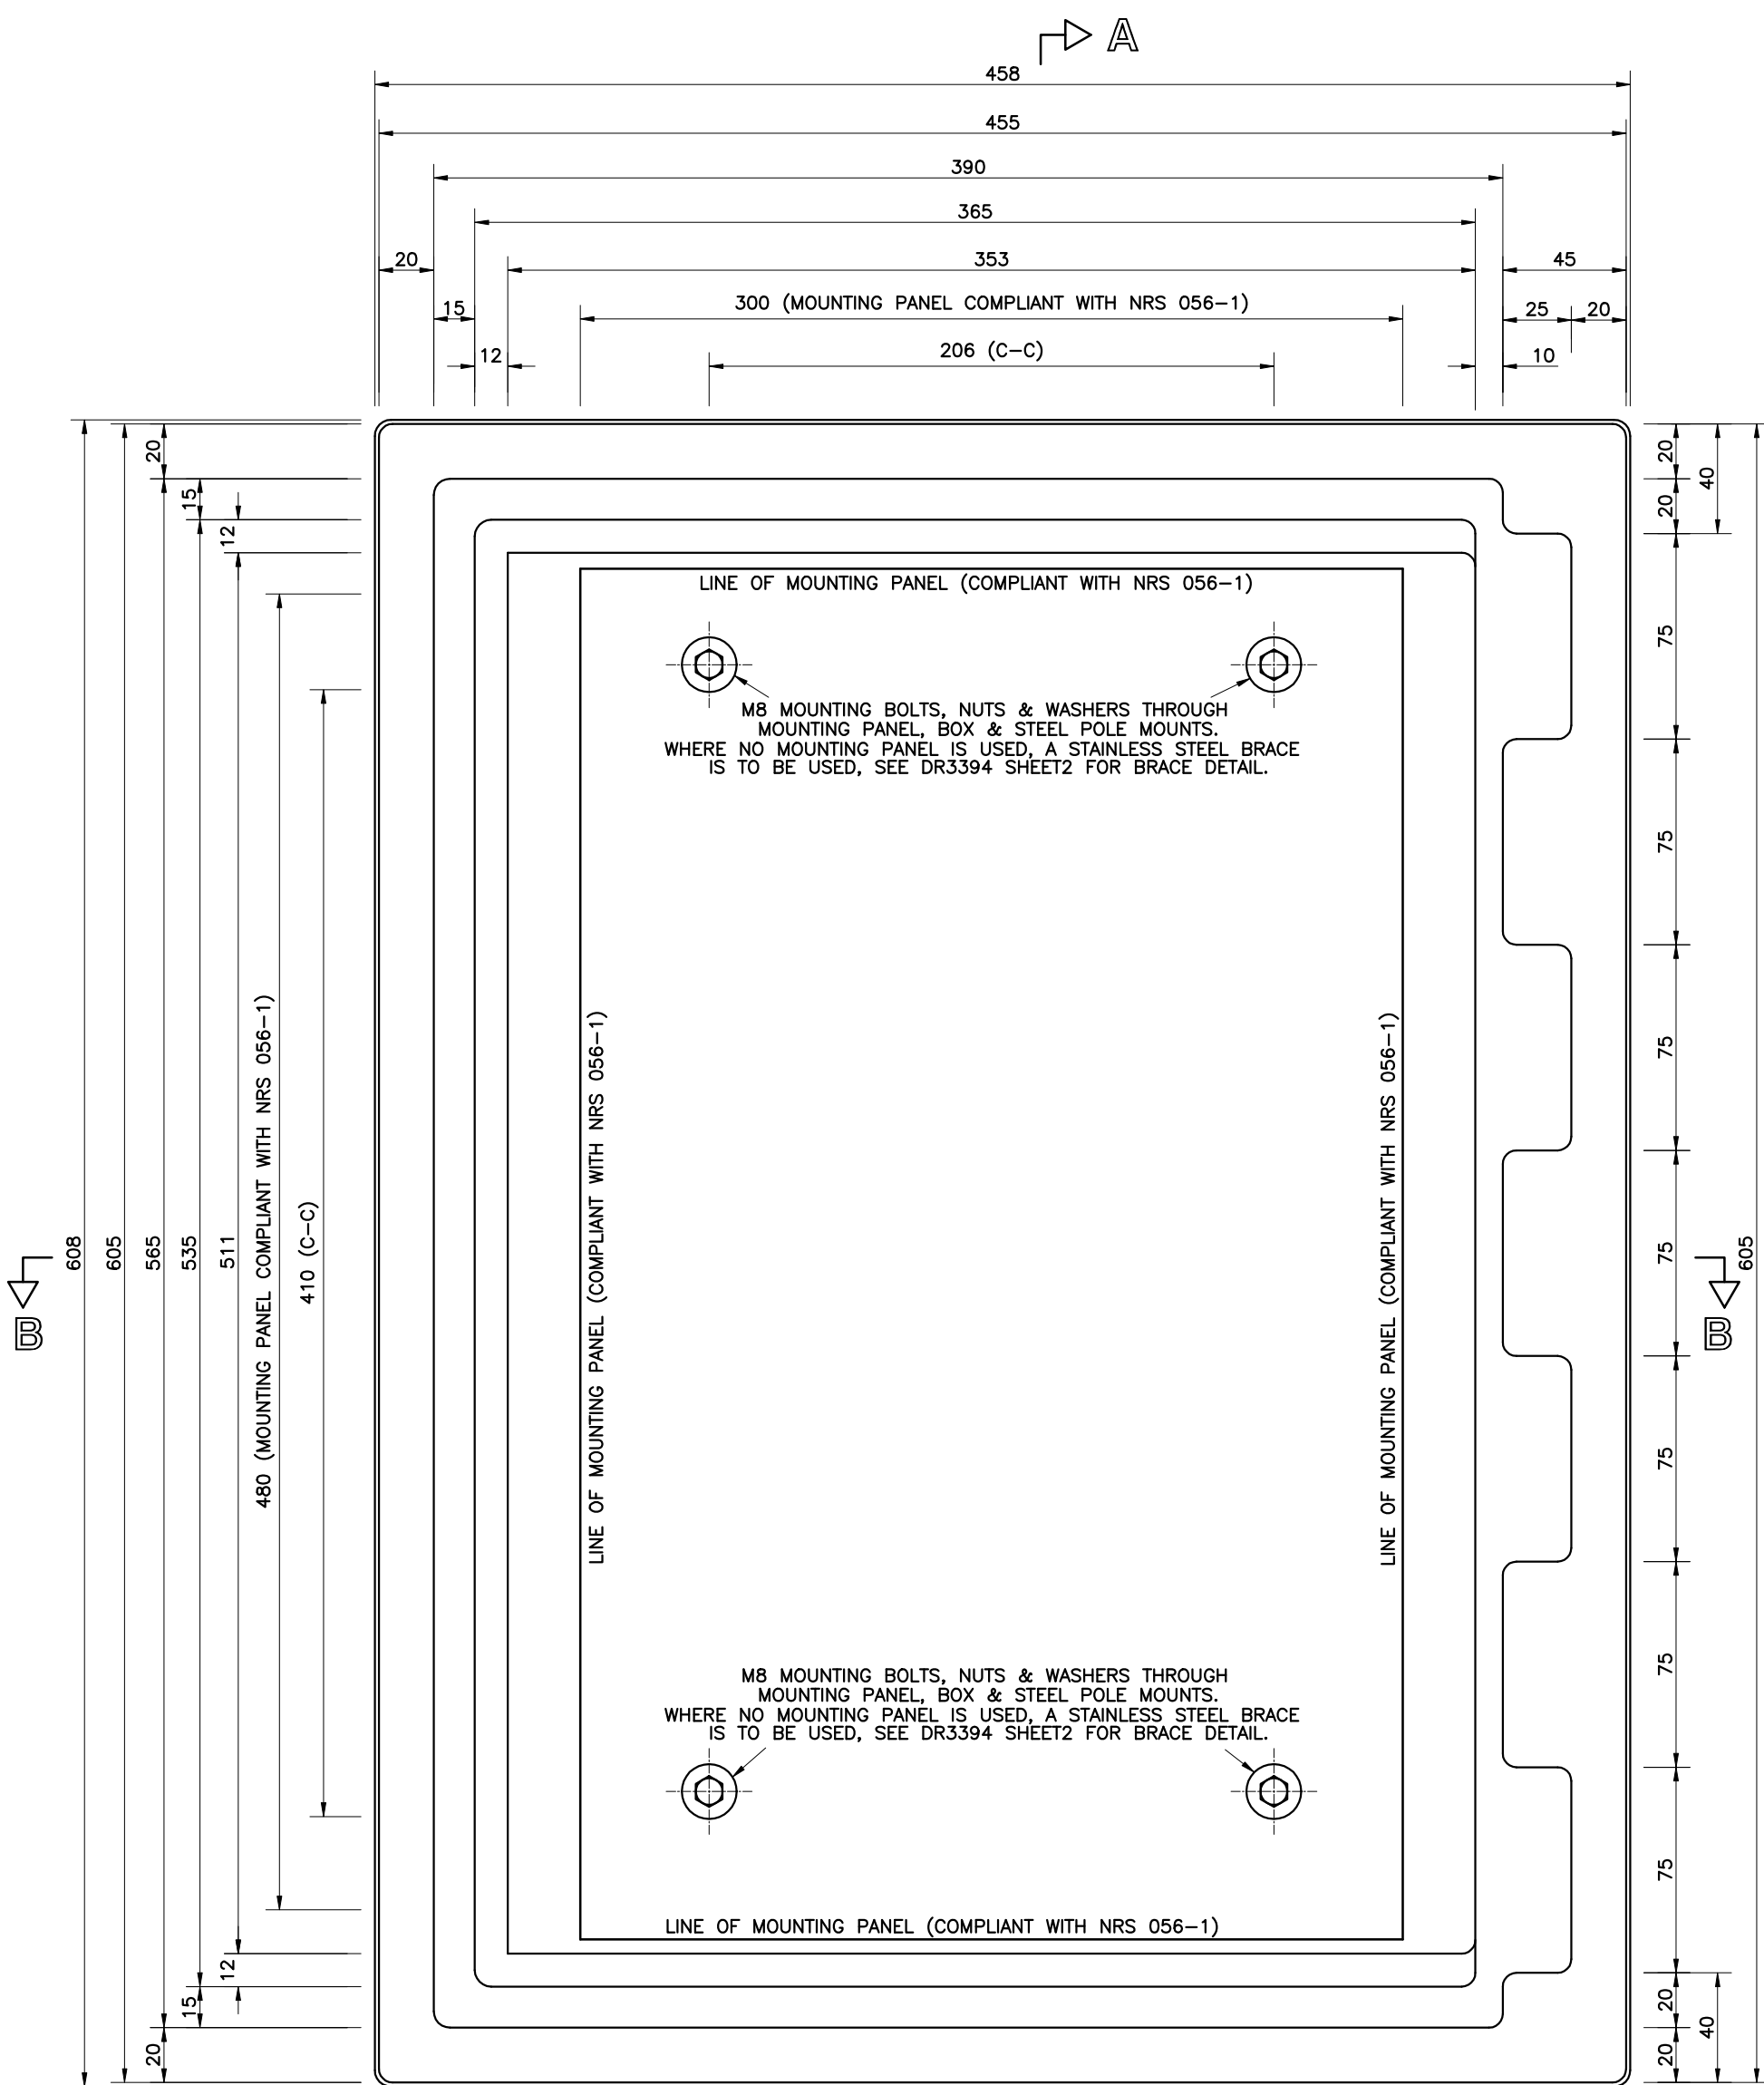 A
458
455
390
365
20
353
45
15
300 (MOUNTING PANEL COMPLIANT WITH NRS 056-1)
25
20
12
206 (C-C)
10
20
15
12
20
20
40
LINE OF MOUNTING PANEL (COMPLIANT WITH NRS 056-1)
M8 MOUNTING BOLTS, NUTS & WASHERS THROUGH
MOUNTING PANEL, BOX & STEEL POLE MOUNTS.
WHERE NO MOUNTING PANEL IS USED, A STAINLESS STEEL BRACE
IS TO BE USED, SEE DR3394 SHEET2 FOR BRACE DETAIL.
75
75
75
75
75
75
75
608
605
565
535
511
480 (MOUNTING PANEL COMPLIANT WITH NRS 056-1)
410 (C-C)
LINE OF MOUNTING PANEL (COMPLIANT WITH NRS 056-1)
LINE OF MOUNTING PANEL (COMPLIANT WITH NRS 056-1)
605
B
B
M8 MOUNTING BOLTS, NUTS & WASHERS THROUGH
MOUNTING PANEL, BOX & STEEL POLE MOUNTS.
WHERE NO MOUNTING PANEL IS USED, A STAINLESS STEEL BRACE
IS TO BE USED, SEE DR3394 SHEET2 FOR BRACE DETAIL.
LINE OF MOUNTING PANEL (COMPLIANT WITH NRS 056-1)
12
15
20
20
40
20